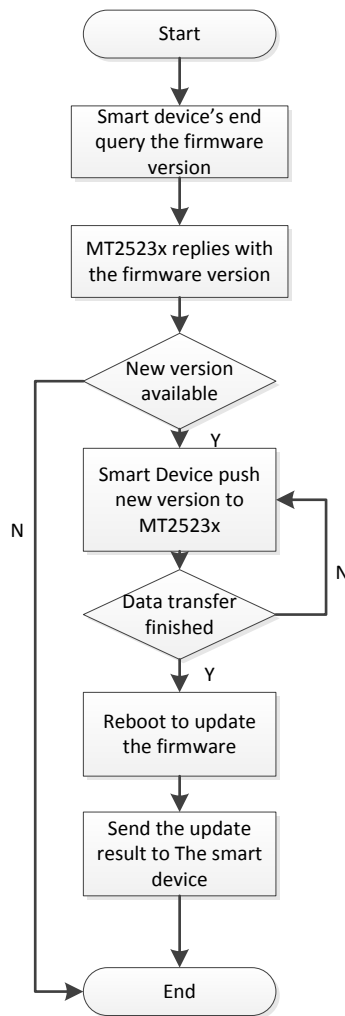 Start
Smart device's end
query the firmware
version
MT2523x replies with
the firmware version
New version
available
Y
Smart Device push
new version to
MT2523x
N
N
Data transfer
finished
Y
Reboot to update
the firmware
Send the update
result to The smart
device
End